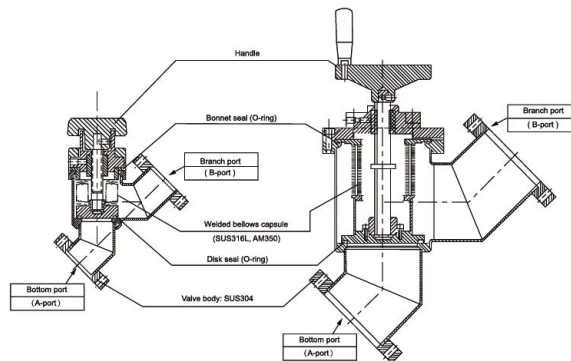 Handle
Bonnet seal (O-ring)
Branch port
(B-port)
Branch port
(B-port)
Welded bellows capsule
(SUS316L, AM350)
Disk seal (O-ring)
Bottom port
(A-port)
Valve body: SUS304
Bottom port
(A-port)